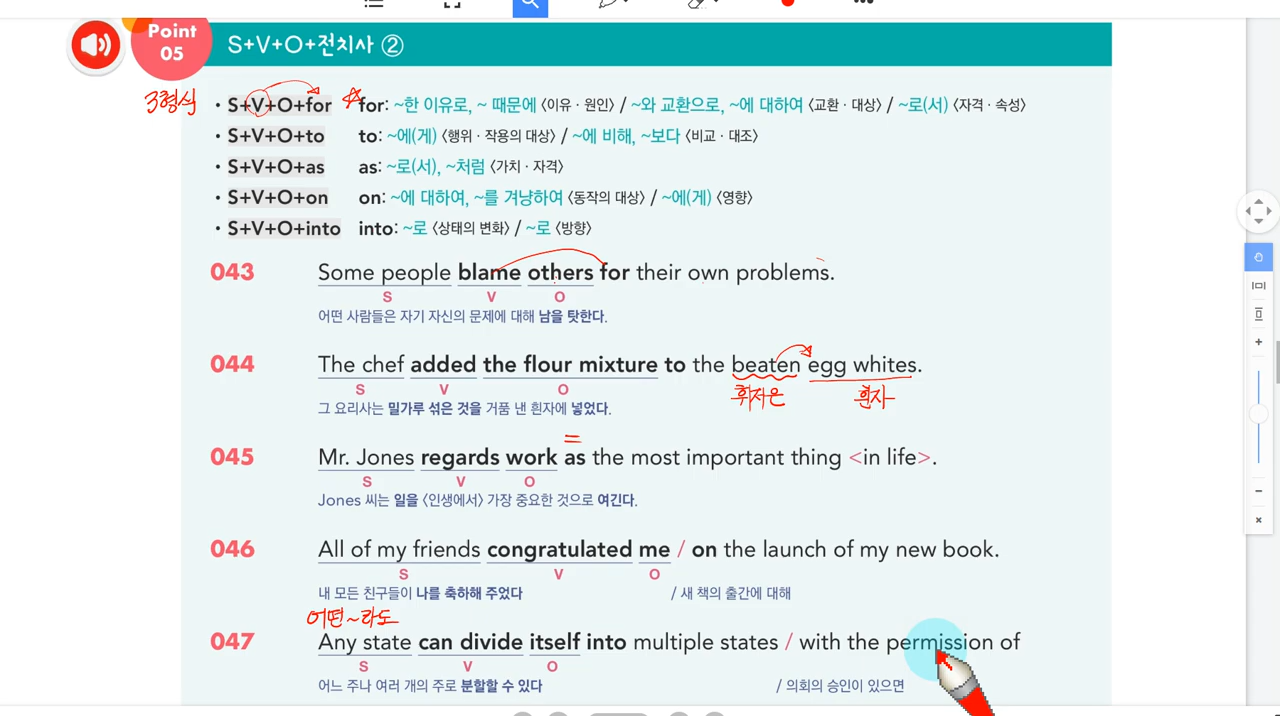 Point
05
S+V+O+전치사 ②
3형식
• S+V+O+for ☆ for: ~한 이유로, ~ 때문에 〈이유 · 원인〉 / ~와 교환으로, ~에 대하여 〈교환 · 대상〉 / ~로(서) 〈자격 · 속성〉
• S+V+O+to to: ~에(게) 〈행위 · 작용의 대상〉 / ~에 비해, ~보다 〈비교 · 대조〉
• S+V+O+as as: ~로(서), ~처럼 〈가치 · 자격〉
• S+V+O+on on: ~에 대하여, ~를 겨냥하여 〈동작의 대상〉 / ~에(게) 〈영향〉
• S+V+O+into into: ~로 〈상태의 변화〉 / ~로 〈방향〉
043 Some people blame others for their own problems.
S V O
어떤 사람들은 자기 자신의 문제에 대해 남을 탓한다.
044 The chef added the flour mixture to the beaten egg whites.
S V O
휘저은 흰자
그 요리사는 밀가루 섞은 것을 거품 낸 흰자에 넣었다.
=
045 Mr. Jones regards work as the most important thing <in life>.
S V O
Jones 씨는 일을 〈인생에서〉 가장 중요한 것으로 여긴다.
046 All of my friends congratulated me / on the launch of my new book.
S V O
내 모든 친구들이 나를 축하해 주었다 / 새 책의 출간에 대해
어떤~라도
047 Any state can divide itself into multiple states / with the permission of
S V O
어느 주나 여러 개의 주로 분할할 수 있다 / 의회의 승인이 있으면